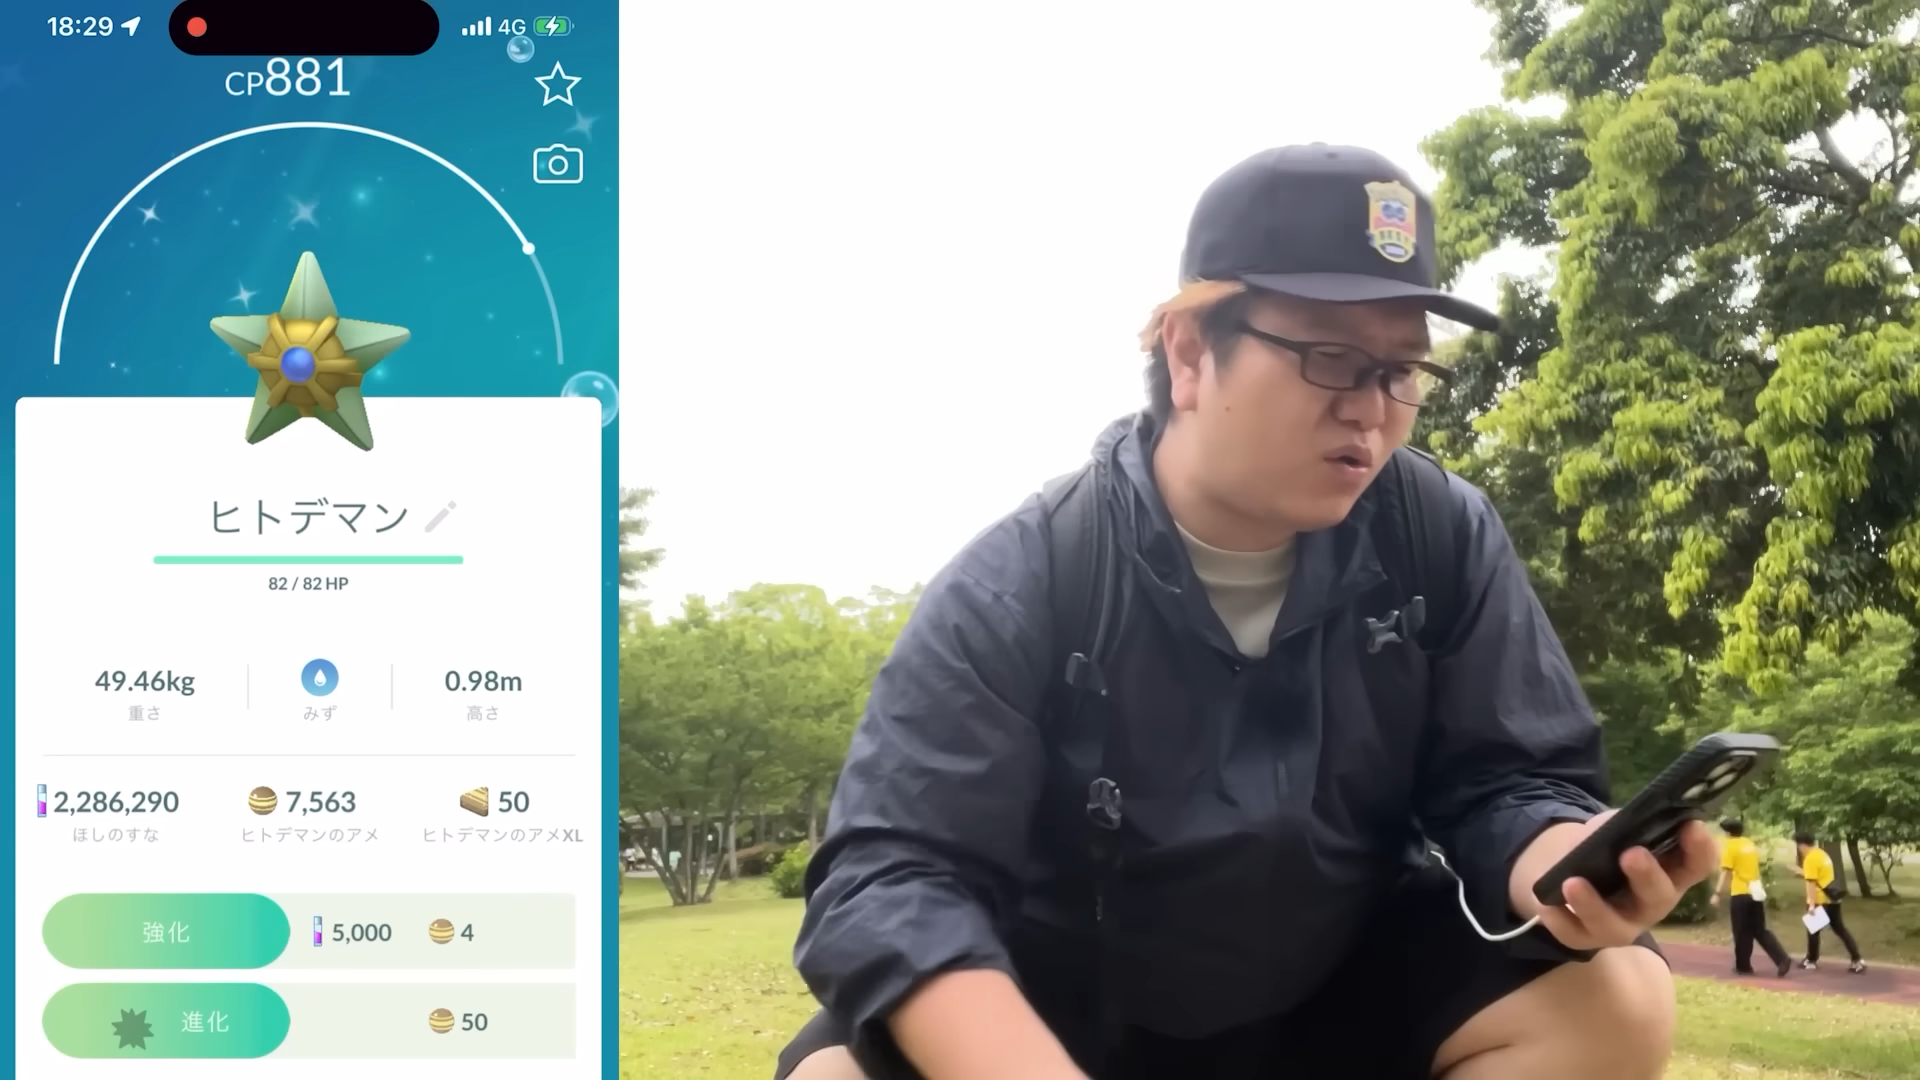 18:29
4G
CP881
ヒトデマン
82 / 82 HP
49.46kg
重さ
みず
0.98m
高さ
2,286,290
ほしのすな
7,563
ヒトデマンのアメ
50
ヒトデマンのアメXL
強化
5,000
4
進化
50